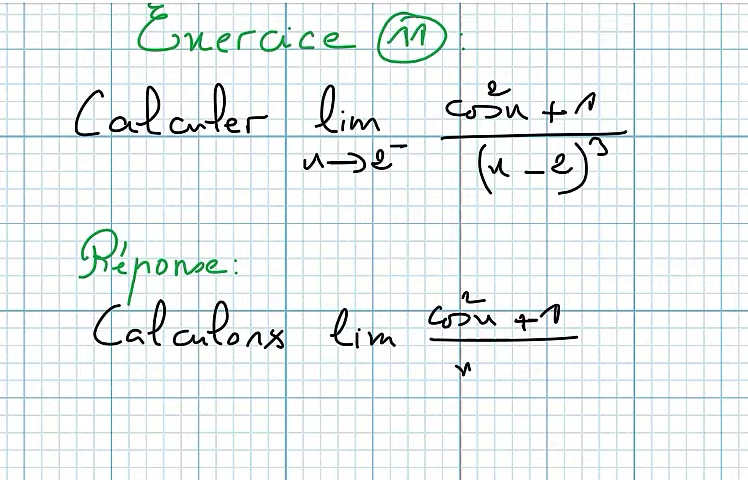 Exercice 11 :
Calculer lim x→2⁻ (cos²x + 1)/(x - 2)³
Réponse:
Calculons lim (cos²x + 1)/x